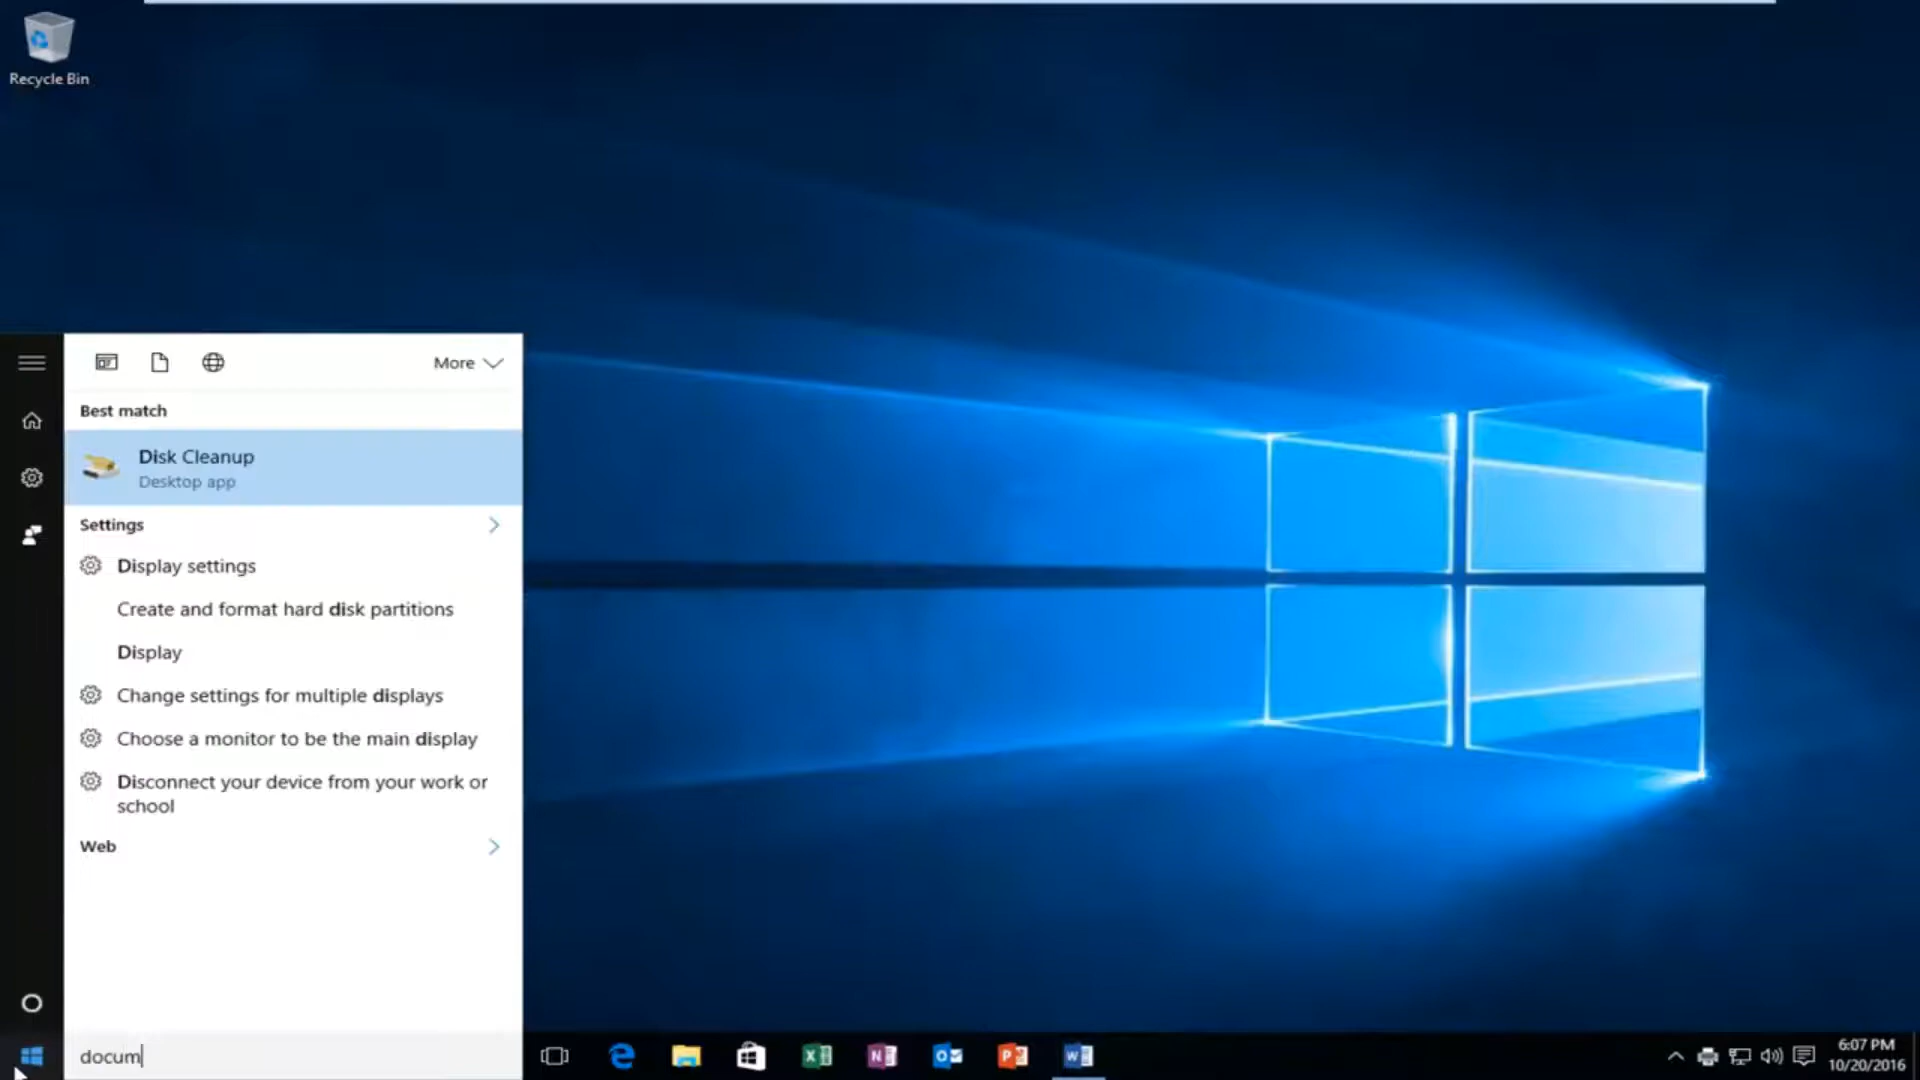 Recycle Bin
More
Best match
Disk Cleanup
Desktop app
Settings
Display settings
Create and format hard disk partitions
Display
Change settings for multiple displays
Choose a monitor to be the main display
Disconnect your device from your work or
school
Web
docum
6:07 PM
10/20/2016